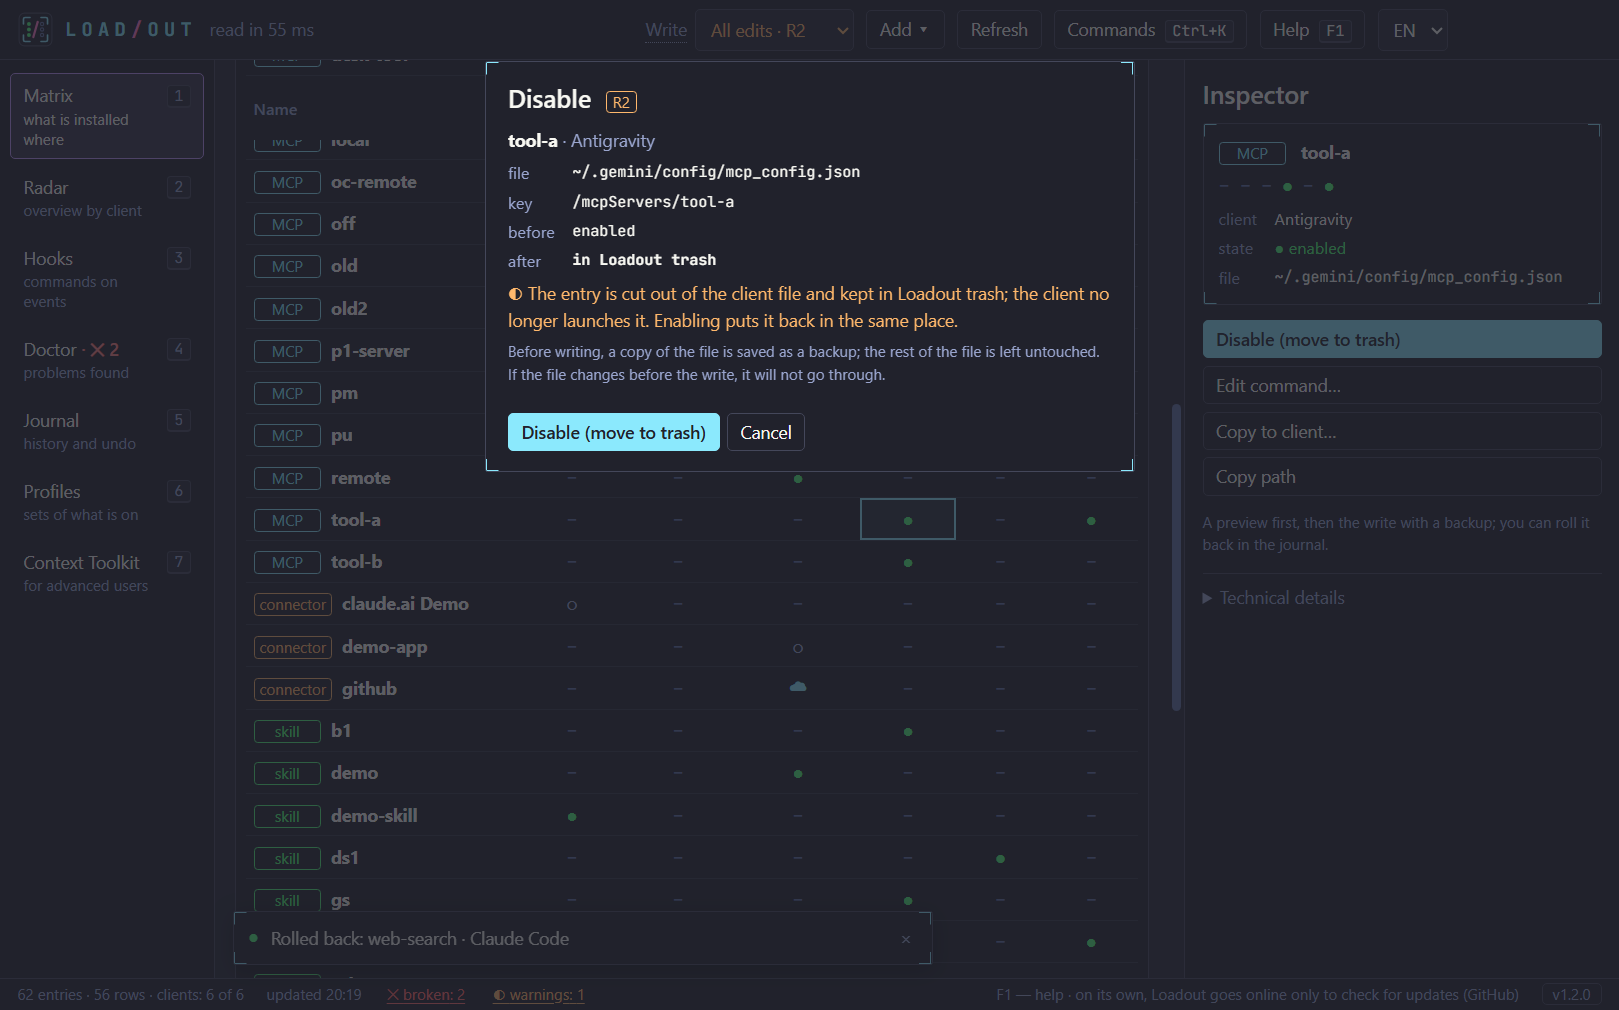 LOAD/OUT read in 55 ms
Write All edits · R2 Add Refresh Commands Ctrl+K Help F1 EN
Matrix 1
what is installed
where
Radar 2
overview by client
Hooks 3
commands on
events
Doctor · 2 4
problems found
Journal 5
history and undo
Profiles 6
sets of what is on
Context Toolkit 7
for advanced users
Name
MCP local
MCP oc-remote
MCP off
MCP old
MCP old2
MCP p1-server
MCP pm
MCP pu
MCP remote
MCP tool-a
MCP tool-b
connector claude.ai Demo
connector demo-app
connector github
skill b1
skill demo
skill demo-skill
skill ds1
skill gs
Disable R2
tool-a · Antigravity
file ~/.gemini/config/mcp_config.json
key /mcpServers/tool-a
before enabled
after in Loadout trash
The entry is cut out of the client file and kept in Loadout trash; the client no
longer launches it. Enabling puts it back in the same place.
Before writing, a copy of the file is saved as a backup; the rest of the file is left untouched.
If the file changes before the write, it will not go through.
Disable (move to trash) Cancel
Rolled back: web-search · Claude Code ×
Inspector
MCP tool-a
client Antigravity
state enabled
file ~/.gemini/config/mcp_config.json
Disable (move to trash)
Edit command...
Copy to client...
Copy path
A preview first, then the write with a backup; you can roll it
back in the journal.
Technical details
62 entries · 56 rows · clients: 6 of 6 updated 20:19 broken: 2 warnings: 1
F1 — help · on its own, Loadout goes online only to check for updates (GitHub) v1.2.0